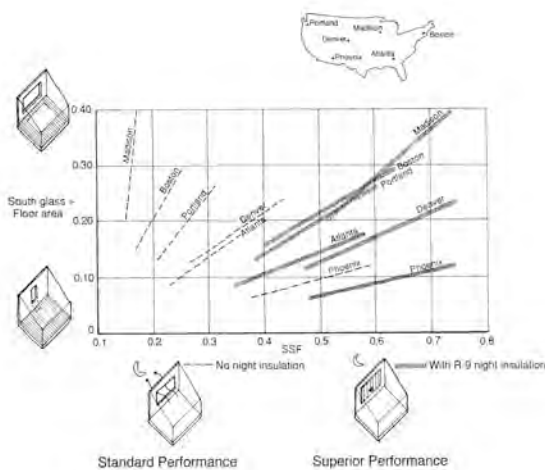 Portland
Madison
Boston
Denver
Phoenix
Atlanta
0.40
0.30
South glass ÷
Floor area
0.20
0.10
0
Madison
Boston
Portland
Denver
Atlanta
Madison
Boston
Portland
Denver
Atlanta
Phoenix
Phoenix
0.1
0.2
0.3
0.4
0.5
0.6
0.7
0.8
SSF
No night insulation
With R-9 night insulation
Standard Performance
Superior Performance